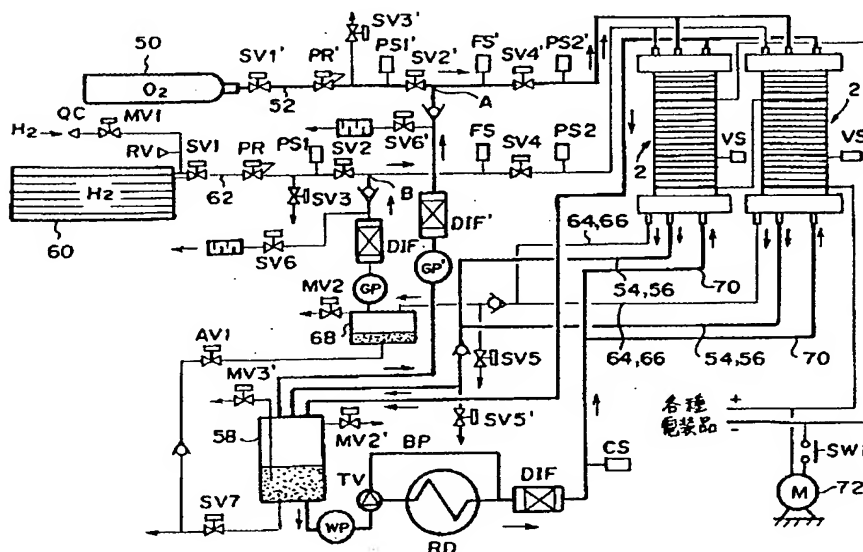 SV3'
50
SV1'
PR'
PS1'
SV2'
FS'
SV4'
PS2'
O2
52
A
H2
QC
MV1
RV
SV1
PR
PS1
SV2
SV6'
FS
SV4
PS2
2
2
VS
VS
H2
62
SV3
B
60
DIF
DIF'
SV6
GP
GP'
MV2
68
64,66
70
54,56
AV1
SV5
64,66
54,56
70
MV3'
58
MV2'
SV5'
BP
各種
電装品
+
-
TV
DIF
CS
SW1
SV7
WP
RD
M
72